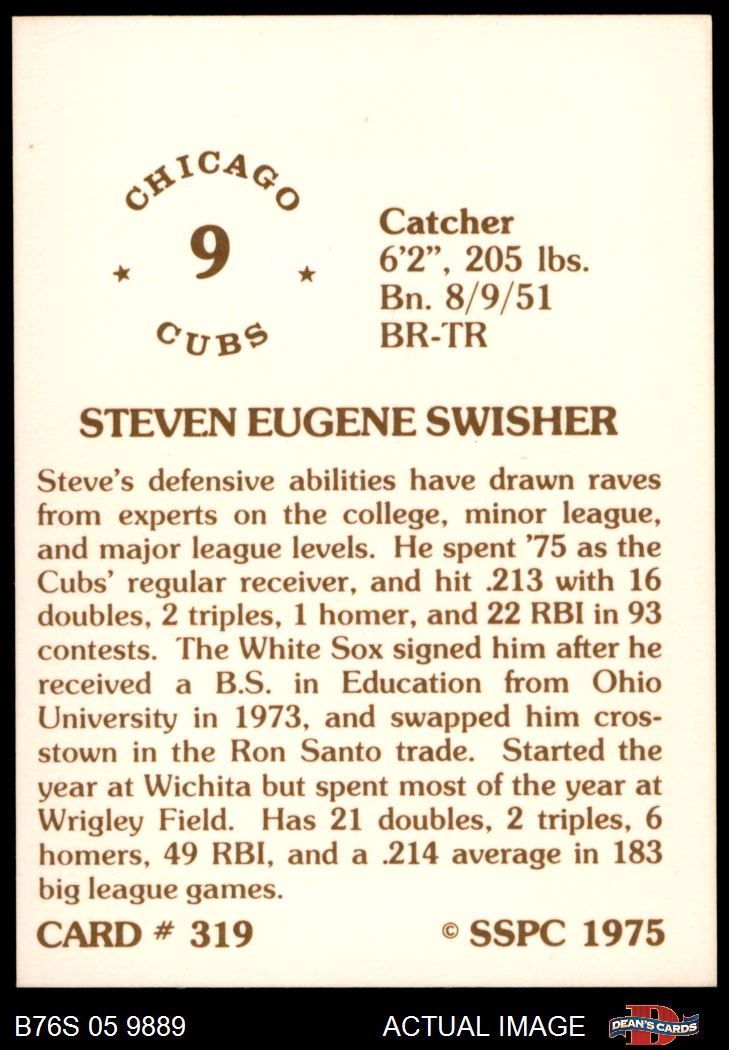 CHICAGO
9
CUBS
Catcher
6'2”, 205 lbs.
Bn. 8/9/51
BR-TR
STEVEN EUGENE SWISHER
Steve's defensive abilities have drawn raves
from experts on the college, minor league,
and major league levels. He spent '75 as the
Cubs' regular receiver, and hit .213 with 16
doubles, 2 triples, 1 homer, and 22 RBI in 93
contests. The White Sox signed him after he
received a B.S. in Education from Ohio
University in 1973, and swapped him cros-
stown in the Ron Santo trade. Started the
year at Wichita but spent most of the year at
Wrigley Field. Has 21 doubles, 2 triples, 6
homers, 49 RBI, and a .214 average in 183
big league games.
CARD # 319 © SSPC 1975
B76S 05 9889 ACTUAL IMAGE D DEAN'S CARDS